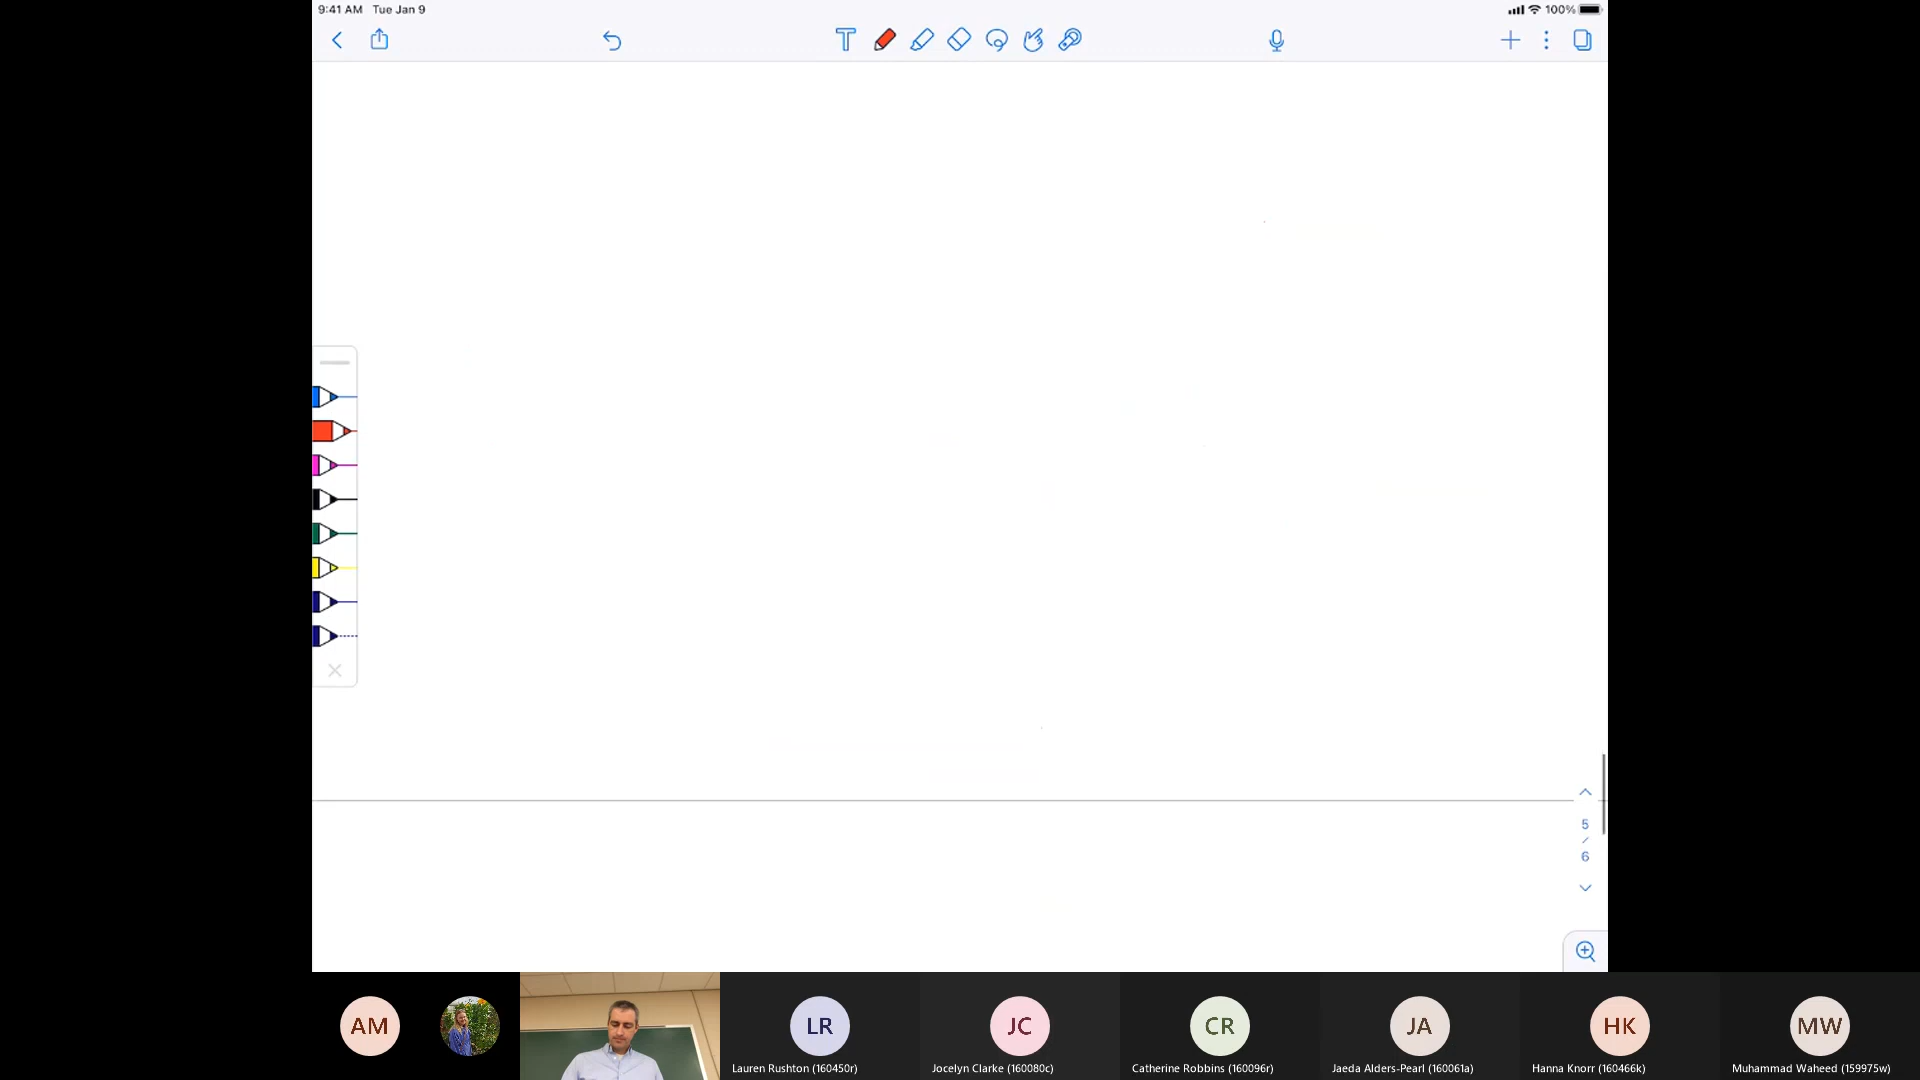 9:41 AM Tue Jan 9
100%
5
/
6
AM
LR
JC
CR
JA
HK
MW
Lauren Rushton (160450r)
Jocelyn Clarke (160080c)
Catherine Robbins (160096r)
Jaeda Alders-Pearl (160061a)
Hanna Knorr (160466k)
Muhammad Waheed (159975w)